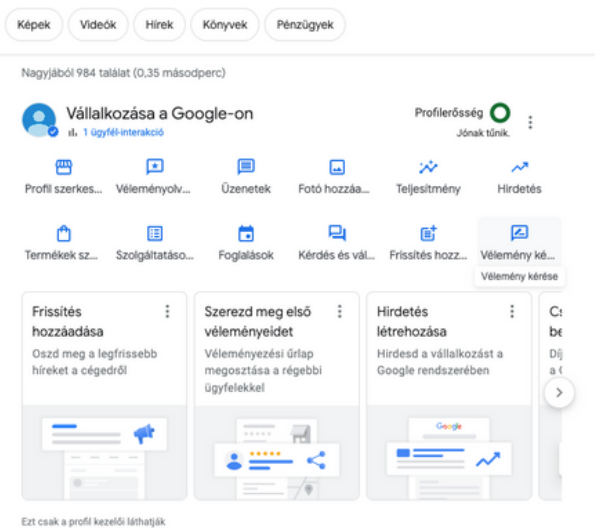 Képek
Videók
Hírek
Könyvek
Pénzügyek
Nagyjából 984 találat (0,35 másodperc)
Vállalkozása a Google-on
1 ügyfél-interakció
Profilerősség
Jónak tűnik.
Profil szerkes...
Véleményolv...
Üzenetek
Fotó hozzáa...
Teljesítmény
Hirdetés
Termékek sz...
Szolgáltatáso...
Foglalások
Kérdés és vál...
Frissítés hozz...
Vélemény ké...
Vélemény kérése
Frissítés
hozzáadása
Oszd meg a legfrissebb
híreket a cégedről
Szerezd meg első
véleményeidet
Véleményezési űrlap
megosztása a régebbi
ügyfelekkel
Hirdetés
létrehozása
Hirdesd a vállalkozást a
Google rendszerében
Google
Cs
be
Díj
a
Ezt csak a profil kezelői láthatják